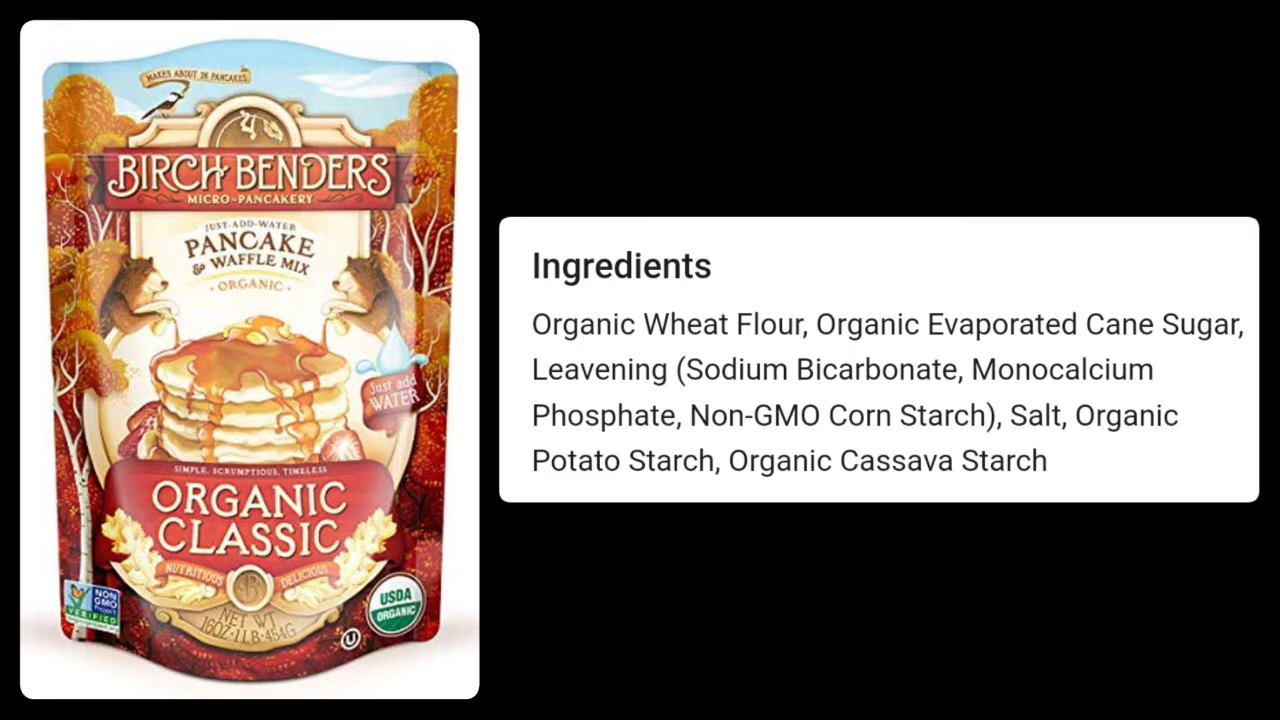 MAKES ABOUT 26 PANCAKES
BIRCH BENDERS
MICRO-PANCAKERY
JUST-ADD-WATER
PANCAKE
& WAFFLE MIX
· ORGANIC ·
Just add
WATER
SIMPLE, SCRUMPTIOUS, TIMELESS
ORGANIC
CLASSIC
NUTRITIOUS
B
DELICIOUS
NON
GMO
Project
VERIFIED
USDA
ORGANIC
NET WT
16OZ·1LB·454G
U
Ingredients
Organic Wheat Flour, Organic Evaporated Cane Sugar,
Leavening (Sodium Bicarbonate, Monocalcium
Phosphate, Non-GMO Corn Starch), Salt, Organic
Potato Starch, Organic Cassava Starch